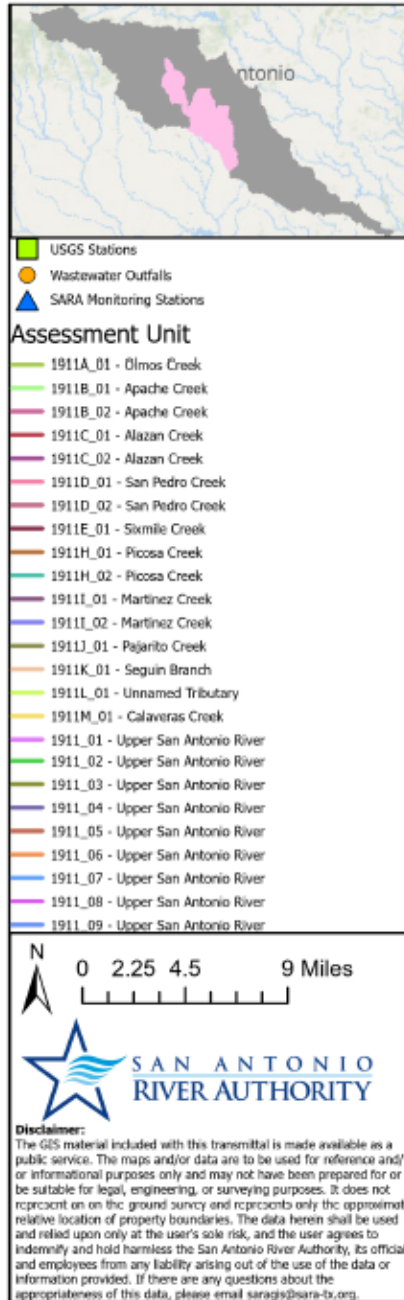 ntonio
USGS Stations
Wastewater Outfalls
SARA Monitoring Stations
Assessment Unit
1911A_01 - Olmos Creek
1911B_01 - Apache Creek
1911B_02 - Apache Creek
1911C_01 - Alazan Creek
1911C_02 - Alazan Creek
1911D_01 - San Pedro Creek
1911D_02 - San Pedro Creek
1911E_01 - Sixmile Creek
1911H_01 - Picosa Creek
1911H_02 - Picosa Creek
1911I_01 - Martinez Creek
1911I_02 - Martinez Creek
1911J_01 - Pajarito Creek
1911K_01 - Seguin Branch
1911L_01 - Unnamed Tributary
1911M_01 - Calaveras Creek
1911_01 - Upper San Antonio River
1911_02 - Upper San Antonio River
1911_03 - Upper San Antonio River
1911_04 - Upper San Antonio River
1911_05 - Upper San Antonio River
1911_06 - Upper San Antonio River
1911_07 - Upper San Antonio River
1911_08 - Upper San Antonio River
1911_09 - Upper San Antonio River
N
0 2.25 4.5 9 Miles
SAN ANTONIO
RIVER AUTHORITY
Disclaimer:
The GIS material included with this transmittal is made available as a
public service. The maps and/or data are to be used for reference and/
or informational purposes only and may not have been prepared for or
be suitable for legal, engineering, or surveying purposes. It does not
represent on on the ground survey and represents only the approximat
relative location of property boundaries. The data herein shall be used
and relied upon only at the user's sole risk, and the user agrees to
indemnify and hold harmless the San Antonio River Authority, its official
and employees from any liability arising out of the use of the data or
information provided. If there are any questions about the
appropriateness of this data, please email saragis@sara-tx.org.